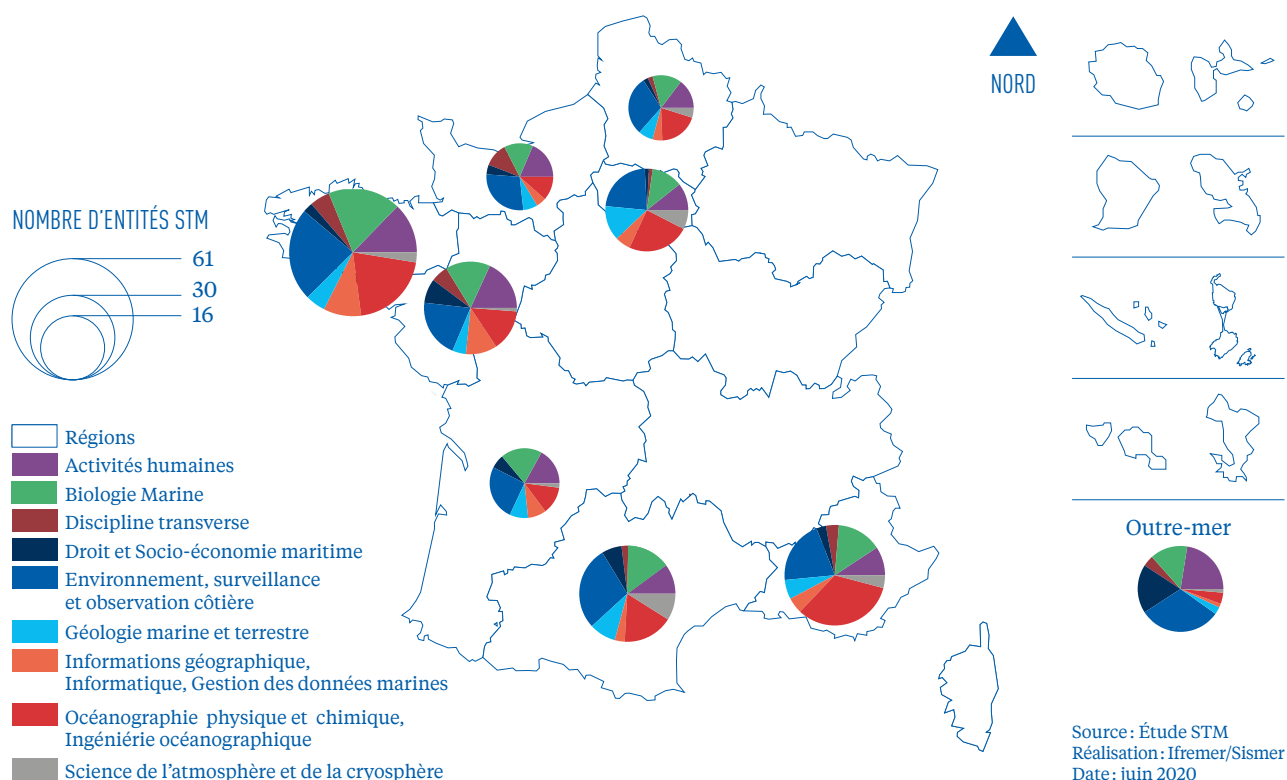 NORD
NOMBRE D'ENTITÉS STM
61
30
16
Régions
Activités humaines
Biologie Marine
Discipline transverse
Droit et Socio-économie maritime
Environnement, surveillance
et observation côtière
Géologie marine et terrestre
Informations géographique,
Informatique, Gestion des données marines
Océanographie physique et chimique,
Ingéniérie océanographique
Science de l'atmosphère et de la cryosphère
Outre-mer
Source : Étude STM
Réalisation : Ifremer/Sismer
Date : juin 2020